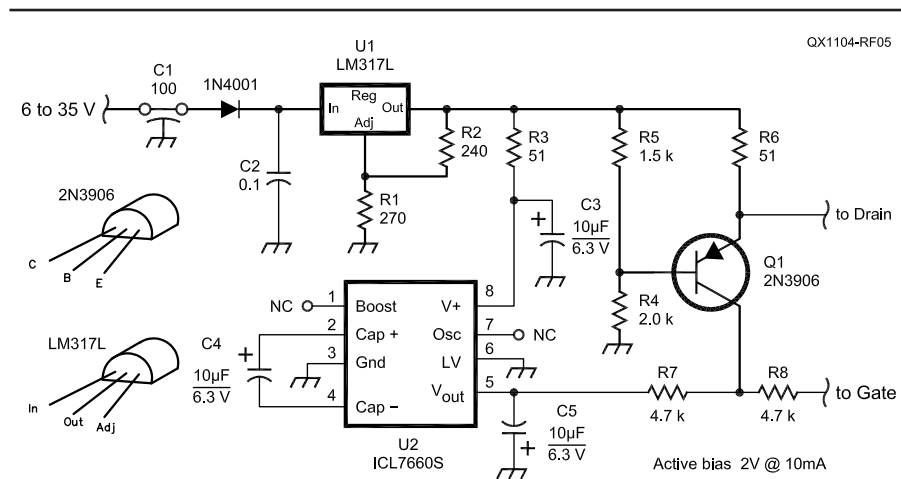 QX1104-RF05
U1
LM317L
C1
100
1N4001
6 to 35 V
In
Reg
Out
Adj
R2
240
R3
51
R5
1.5 k
R6
51
C2
0.1
R1
270
2N3906
C
B
E
C3
+
10µF
6.3 V
to Drain
Q1
2N3906
R4
2.0 k
NC
1
Boost
V+
8
2
Cap +
Osc
7
NC
3
Gnd
LV
6
4
Cap −
Vout
5
C4
+
10µF
6.3 V
LM317L
In
Out
Adj
U2
ICL7660S
C5
10µF
6.3 V
+
R7
4.7 k
R8
4.7 k
to Gate
Active bias 2V @ 10mA